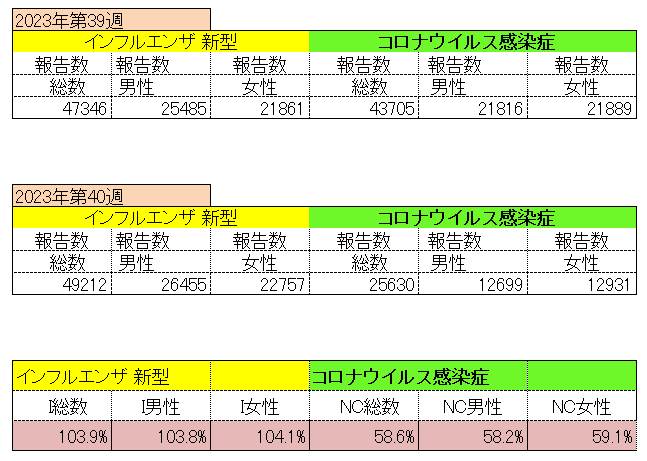 2023年第39週
インフルエンザ 新型 コロナウイルス感染症
報告数 報告数 報告数 報告数 報告数 報告数
総数 男性 女性 総数 男性 女性
47346 25485 21861 43705 21816 21889
2023年第40週
インフルエンザ 新型 コロナウイルス感染症
報告数 報告数 報告数 報告数 報告数 報告数
総数 男性 女性 総数 男性 女性
49212 26455 22757 25630 12699 12931
インフルエンザ 新型 コロナウイルス感染症
I総数 I男性 I女性 NC総数 NC男性 NC女性
103.9% 103.8% 104.1% 58.6% 58.2% 59.1%